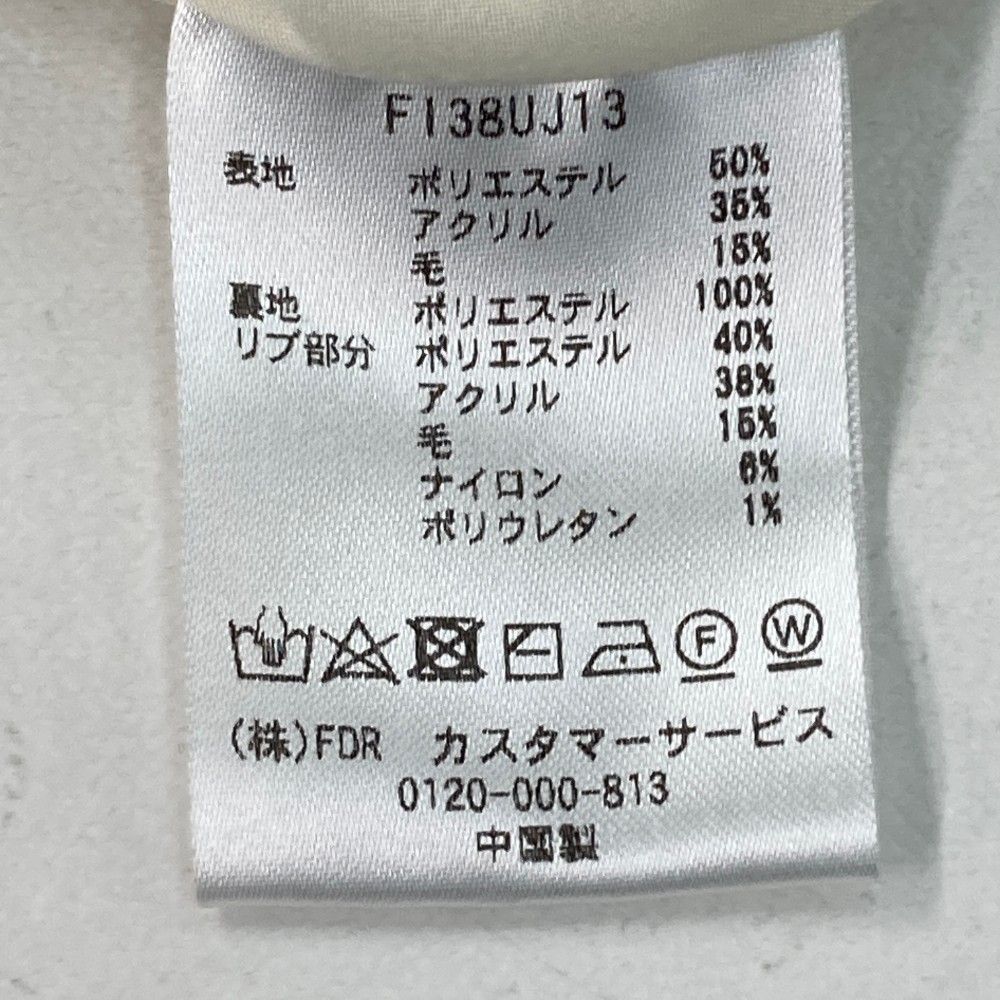 FI38UJ13
表地 ポリエステル 50%
アクリル 35%
毛 15%
裏地 ポリエステル 100%
リブ部分 ポリエステル 40%
アクリル 38%
毛 15%
ナイロン 6%
ポリウレタン 1%
F W
(株)FDR カスタマーサービス
0120-000-813
中国製